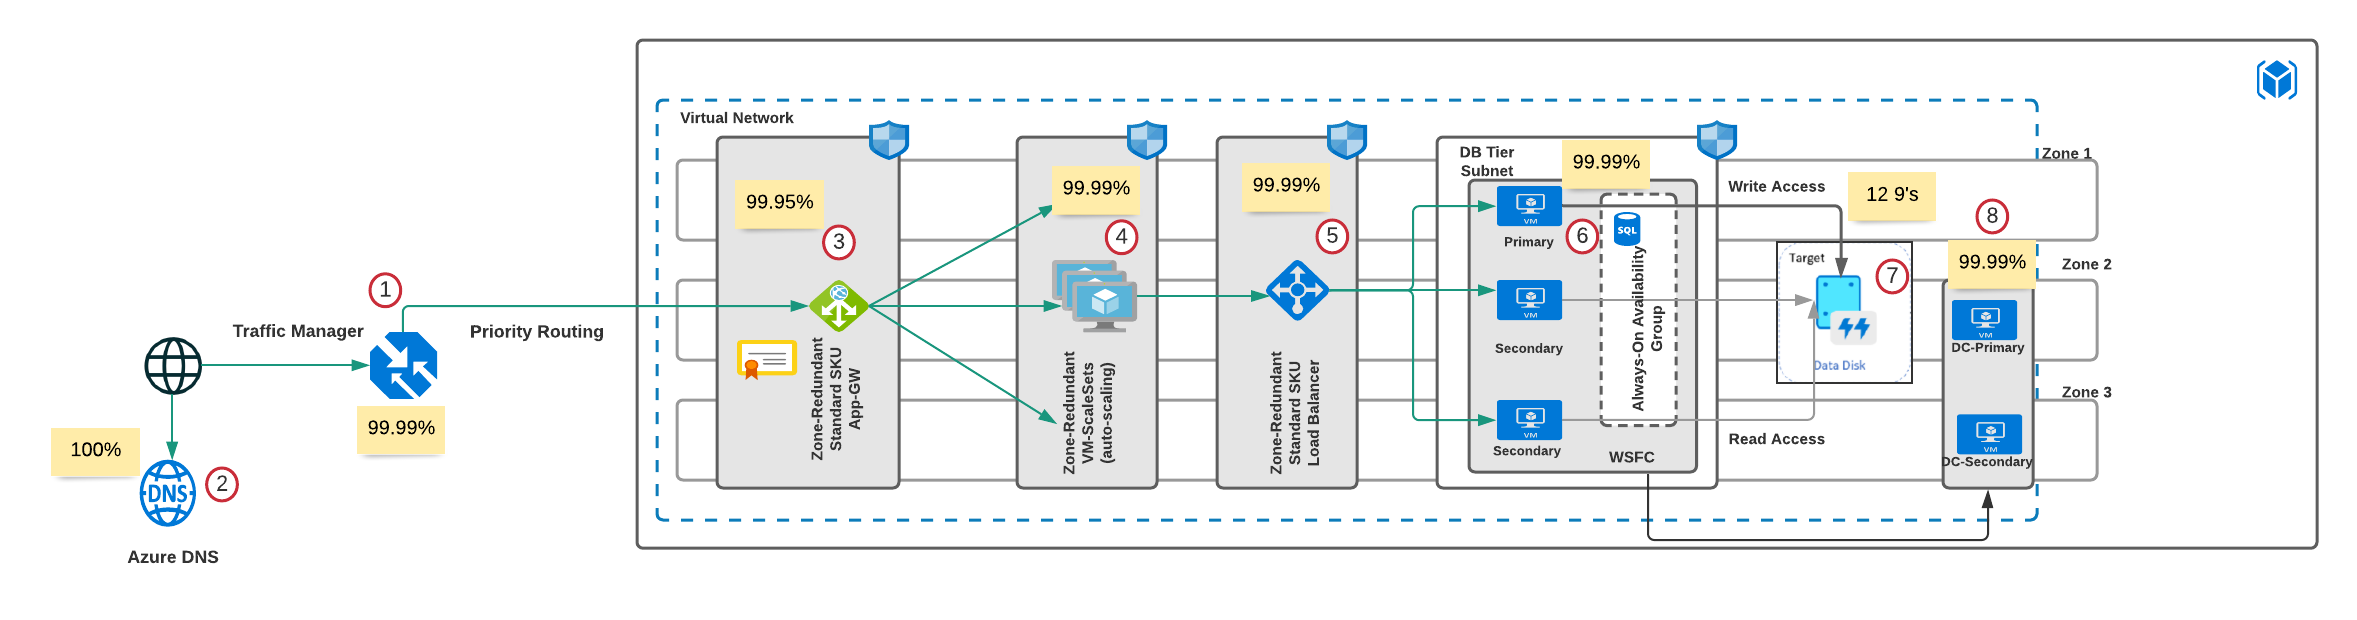 Virtual Network
DB Tier
Subnet
99.99%
Zone 1
Write Access
12 9's
8
99.95%
99.99%
99.99%
VM
Primary
6
SQL
3
4
5
Target
7
99.99%
Zone 2
1
Traffic Manager
Priority Routing
VM
Secondary
Always-On Availability
Group
Data Disk
VM
DC-Primary
Zone-Redundant
Standard SKU
App-GW
Zone-Redundant
VM-ScaleSets
(auto-scaling)
Zone-Redundant
Standard SKU
Load Balancer
Zone 3
VM
Secondary
WSFC
Read Access
VM
DC-Secondary
99.99%
100%
DNS
2
Azure DNS